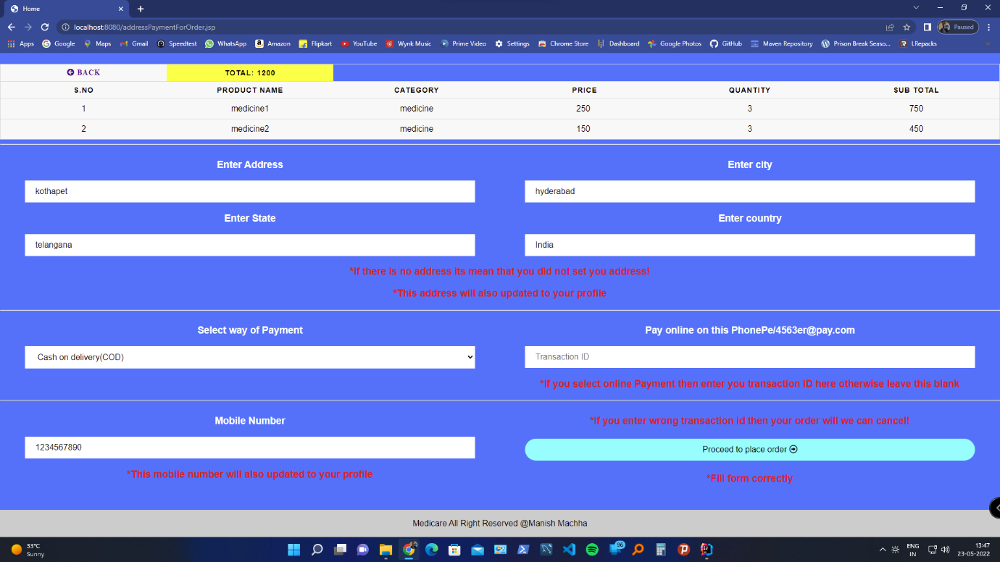 Home
localhost:8080/addressPaymentForOrder.jsp
Paused
Apps Google Maps Gmail Speedtest WhatsApp Amazon Flipkart YouTube Wynk Music Prime Video Settings Chrome Store Dashboard Google Photos GitHub Maven Repository Prison Break Seaso... LRepacks
BACK TOTAL: 1200
S.NO PRODUCT NAME CATEGORY PRICE QUANTITY SUB TOTAL
1 medicine1 medicine 250 3 750
2 medicine2 medicine 150 3 450
Enter Address Enter city
kothapet hyderabad
Enter State Enter country
telangana India
*If there is no address its mean that you did not set you address!
*This address will also updated to your profile
Select way of Payment Pay online on this PhonePe/4563er@pay.com
Cash on delivery(COD) Transaction ID
*If you select online Payment then enter you transaction ID here otherwise leave this blank
Mobile Number *If you enter wrong transaction id then your order will we can cancel!
1234567890 Proceed to place order
*This mobile number will also updated to your profile *Fill form correctly
Medicare All Right Reserved @Manish Machha
33°C
Sunny
96
ENG
IN
13:47
23-05-2022